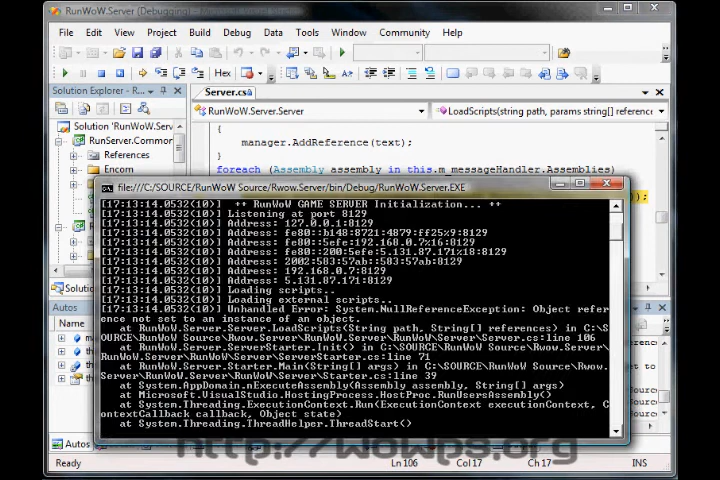 RunWoW.Server (Debugging)
File Edit View Project Build Debug Data Tools Window Community Help
Hex
Solution Explorer - R...
Server.cs
RunWoW.Server.Server
LoadScripts(string path, params string[] reference
Solution 'RunWoW.Serv
RunServer.Common
References
Encom
{
manager.AddReference(text);
}
foreach (Assembly assembly in this.m_messageHandler.Assemblies)
);
file:///C:/SOURCE/RunWoW Source/Rwow.Server/bin/Debug/RunWoW.Server.EXE
[17:13:14.0532(10)] ++ RunWoW GAME SERVER Initialization... ++
[17:13:14.0532(10)] Listening at port 8129
[17:13:14.0532(10)] Address: 127.0.0.1:8129
[17:13:14.0532(10)] Address: fe80::b148:8721:4879:ff25%9:8129
[17:13:14.0532(10)] Address: fe80::5efe:192.168.0.7%16:8129
[17:13:14.0532(10)] Address: fe80::200:5efe:5.131.87.171%18:8129
[17:13:14.0532(10)] Address: 2002:583:57ab::583:57ab:8129
[17:13:14.0532(10)] Address: 192.168.0.7:8129
[17:13:14.0532(10)] Address: 5.131.87.171:8129
[17:13:14.0532(10)] Loading scripts..
[17:13:14.0532(10)] Loading external scripts..
[17:13:14.0532(10)] Unhandled Error: System.NullReferenceException: Object refer
ence not set to an instance of an object.
at RunWoW.Server.Server.LoadScripts(String path, String[] references) in C:\S
OURCE\RunWoW Source\Rwow.Server\RunWoW\Server\RunWoW\Server\Server.cs:line 106
at RunWoW.Server.ServerStarter.Init() in C:\SOURCE\RunWoW Source\Rwow.Server\
RunWoW\Server\RunWoW\Server\ServerStarter.cs:line 71
at RunWoW.Server.Starter.Main(String[] args) in C:\SOURCE\RunWoW Source\Rwow.
Server\RunWoW\Server\RunWoW\Server\Starter.cs:line 39
at System.AppDomain.nExecuteAssembly(Assembly assembly, String[] args)
at Microsoft.VisualStudio.HostingProcess.HostProc.RunUsersAssembly()
at System.Threading.ExecutionContext.Run(ExecutionContext executionContext, C
ontextCallback callback, Object state)
at System.Threading.ThreadHelper.ThreadStart()
Solutio
Autos
Name
m
thi
thi
thi
Autos
http://wowps.org
Ready
Ln 106 Col 17 Ch 17 INS